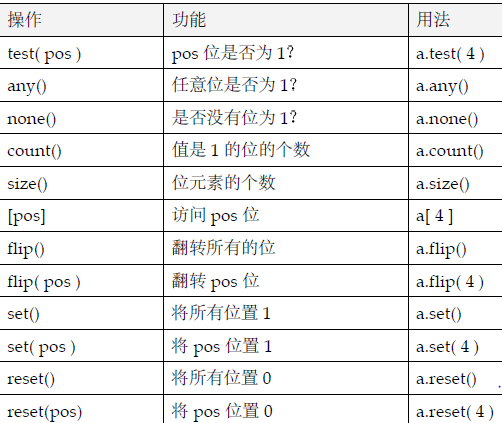 操作 功能 用法
test( pos ) pos 位是否为 1? a.test( 4 )
any() 任意位是否为 1? a.any()
none() 是否没有位为 1? a.none()
count() 值是 1 的位的个数 a.count()
size() 位元素的个数 a.size()
[pos] 访问 pos 位 a[ 4 ]
flip() 翻转所有的位 a.flip()
flip( pos ) 翻转 pos 位 a.flip( 4 )
set() 将所有位置 1 a.set()
set( pos ) 将 pos 位置 1 a.set( 4 )
reset() 将所有位置 0 a.reset()
reset(pos) 将 pos 位置 0 a.reset( 4 )